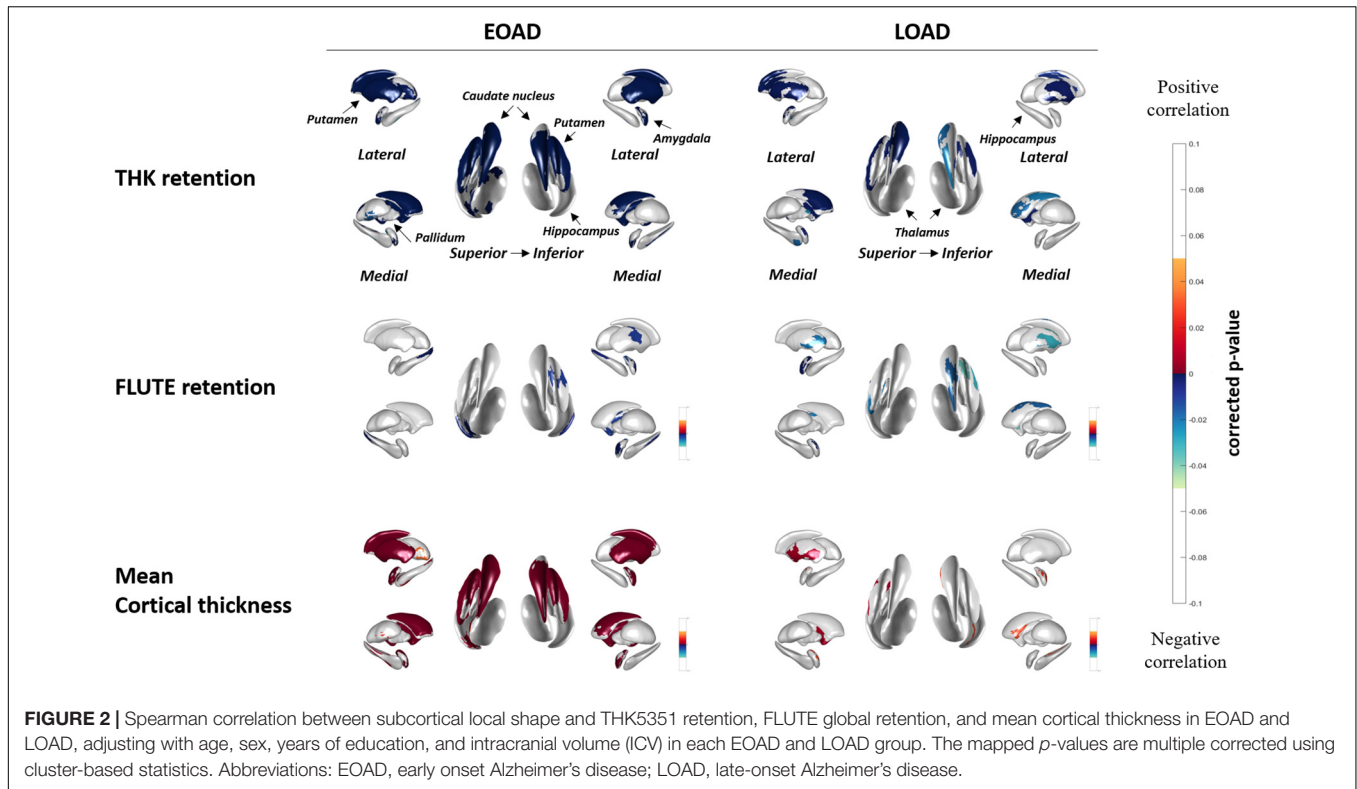 EOAD LOAD
THK retention
Putamen
Caudate nucleus
Putamen
Amygdala
Lateral
Lateral
Pallidum
Hippocampus
Superior → Inferior
Medial
Medial
Hippocampus
Lateral
Lateral
Thalamus
Superior → Inferior
Medial
Medial
FLUTE retention
Mean
Cortical thickness
Positive
correlation
0.1
0.08
0.06
0.04
0.02
0
-0.02
-0.04
-0.06
-0.08
-0.1
corrected p-value
Negative
correlation
FIGURE 2 | Spearman correlation between subcortical local shape and THK5351 retention, FLUTE global retention, and mean cortical thickness in EOAD and
LOAD, adjusting with age, sex, years of education, and intracranial volume (ICV) in each EOAD and LOAD group. The mapped p-values are multiple corrected using
cluster-based statistics. Abbreviations: EOAD, early onset Alzheimer's disease; LOAD, late-onset Alzheimer's disease.